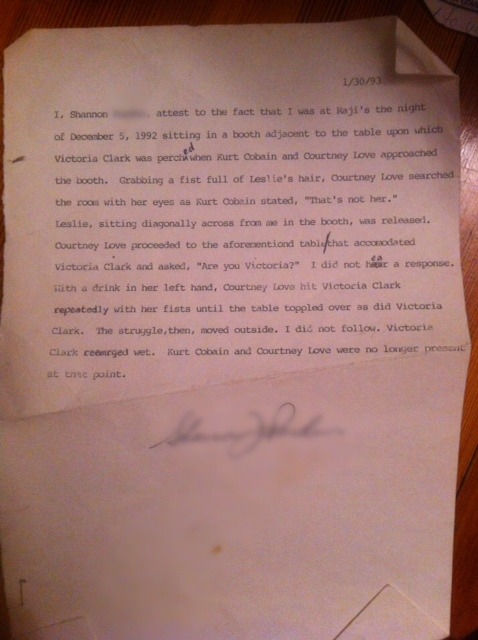 1/30/93
I, Shannon attest to the fact that I was at Raji's the night
of December 5, 1992 sitting in a booth adjacent to the table upon which
Victoria Clark was perched when Kurt Cobain and Courtney Love approached
the booth. Grabbing a fist full of Leslie's hair, Courtney Love searched
the room with her eyes as Kurt Cobain stated, "That's not her."
Leslie, sitting diagonally across from me in the booth, was released.
Courtney Love proceeded to the aforementiond table/that accomodated
Victoria Clark and asked, "Are you Victoria?" I did not hear a response.
With a drink in her left hand, Courtney Love hit Victoria Clark
repeatedly with her fists until the table toppled over as did Victoria
Clark. The struggle,then, moved outside. I did not follow. Victoria
Clark reemrged wet. Kurt Cobain and Courtney Love were no longer present
at that point.